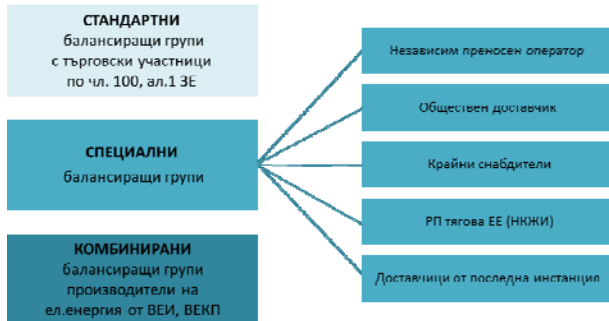 СТАНДАРТНИ
балансиращи групи
с търговски участници
по чл. 100, ал.1 ЗЕ
СПЕЦИАЛНИ
балансиращи групи
КОМБИНИРАНИ
балансиращи групи
производители на
ел.енергия от ВЕИ, ВЕКП
Независим преносен оператор
Обществен доставчик
Крайни снабдители
РП тягова ЕЕ (НКЖИ)
Доставчици от последна инстанция